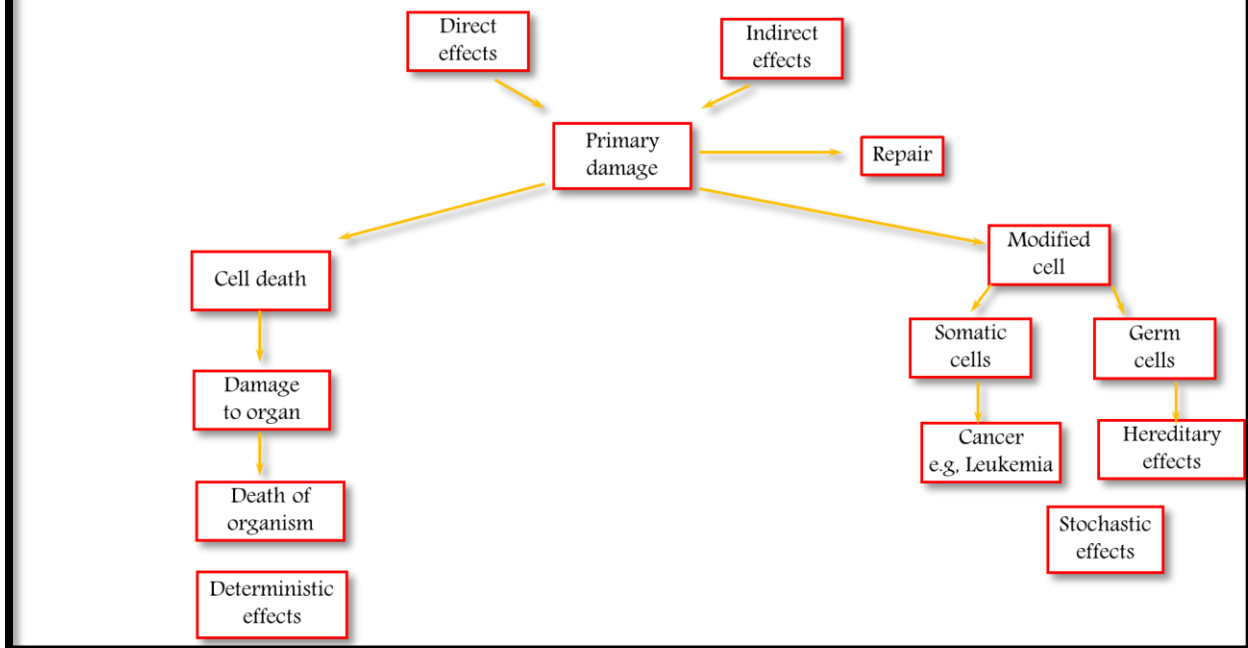 Direct
effects
Indirect
effects
Primary
damage
Repair
Cell death
Modified
cell
Somatic
cells
Germ
cells
Damage
to organ
Cancer
e.g, Leukemia
Hereditary
effects
Death of
organism
Stochastic
effects
Deterministic
effects